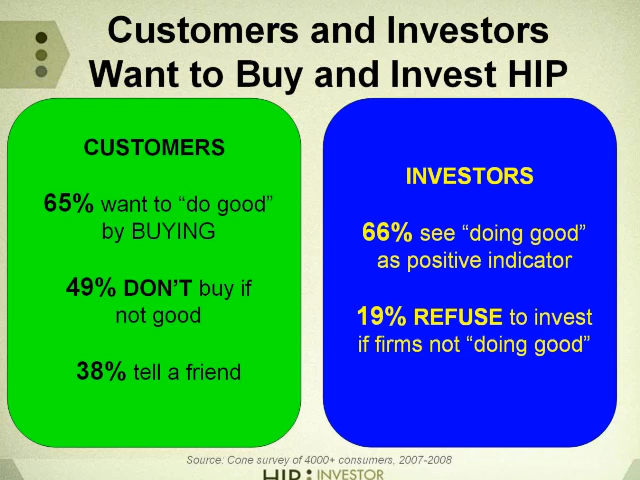 Customers and Investors
Want to Buy and Invest HIP
CUSTOMERS
65% want to “do good”
by BUYING
49% DON’T buy if
not good
38% tell a friend
INVESTORS
66% see “doing good”
as positive indicator
19% REFUSE to invest
if firms not “doing good”
Source: Cone survey of 4000+ consumers, 2007-2008
HIP: INVESTOR